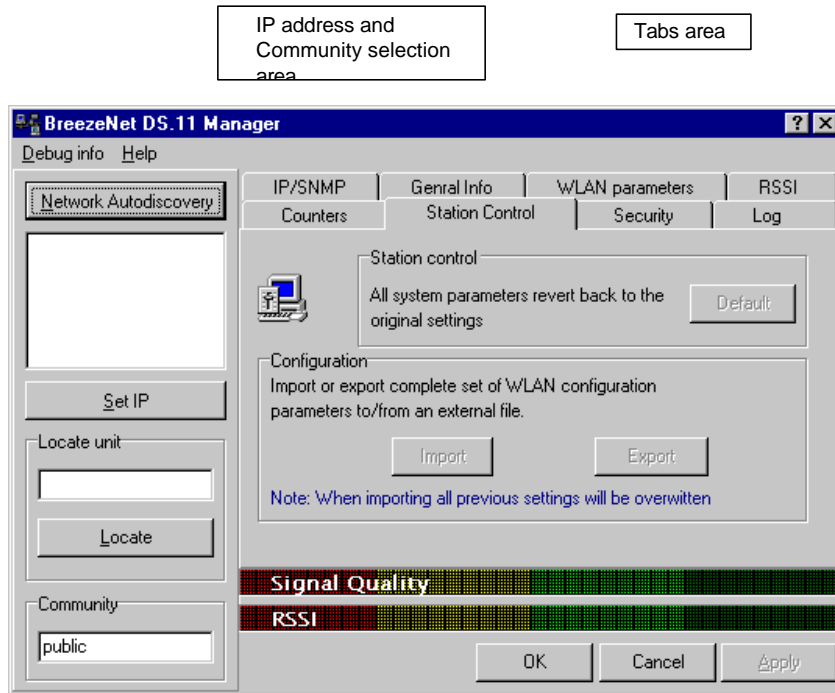 IP address and
Community selection
area
Tabs area
BreezeNet DS.11 Manager
Debug info Help
Network Autodiscovery
Set IP
Locate unit
Locate
Community
public
IP/SNMP Genral Info WLAN parameters RSSI
Counters Station Control Security Log
Station control
All system parameters revert back to the
original settings
Default
Configuration
Import or export complete set of WLAN configuration
parameters to/from an external file.
Import Export
Note: When importing all previous settings will be overwitten
Signal Quality
RSSI
OK Cancel Apply